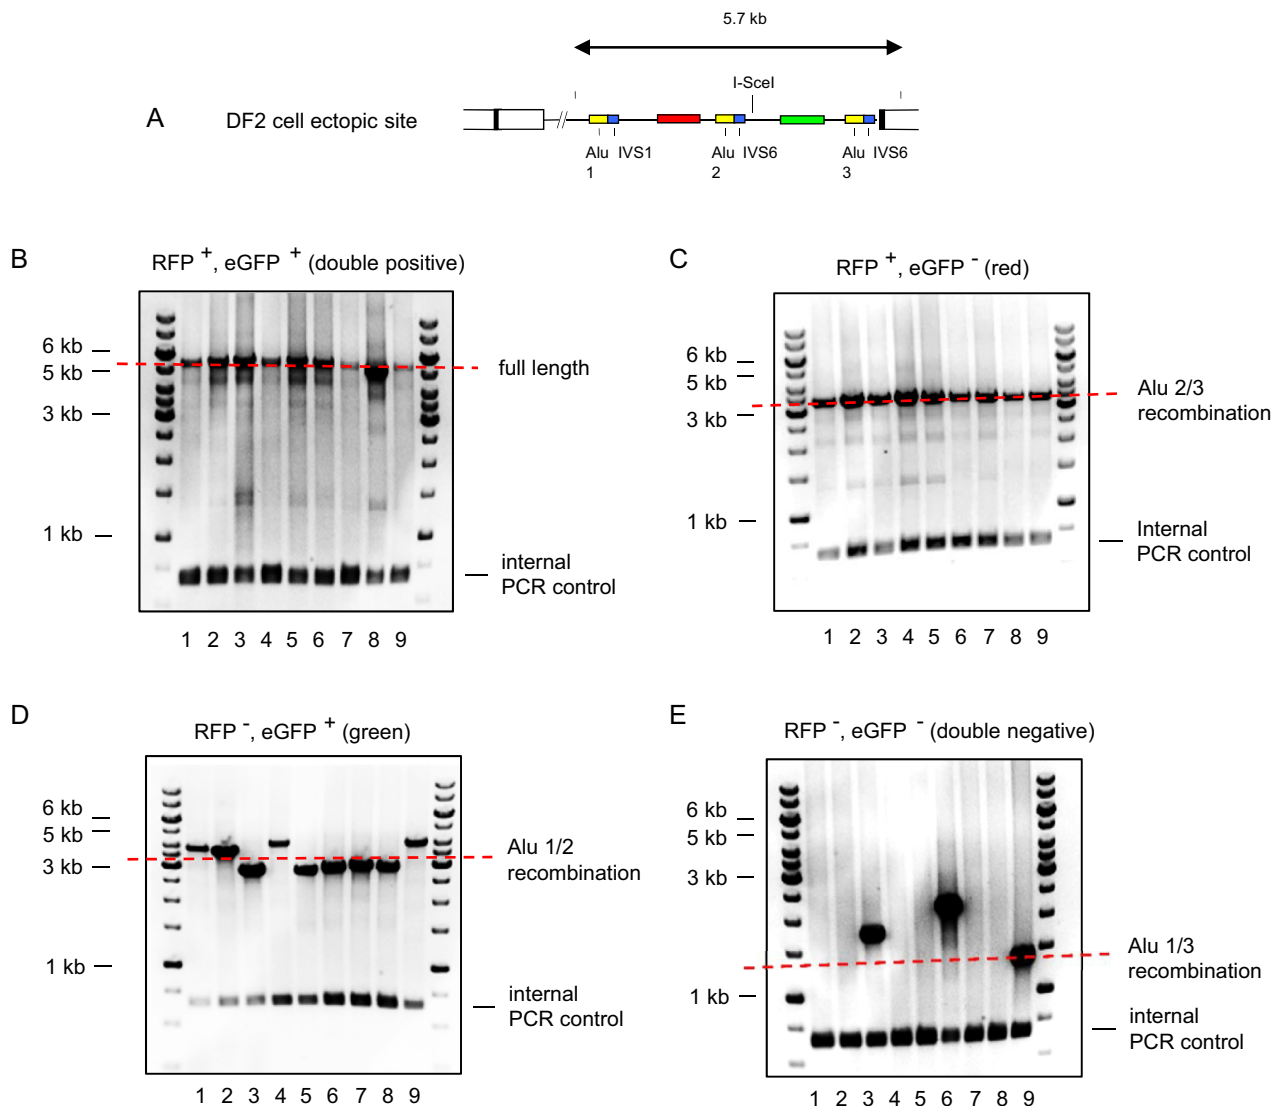 5.7 kb
I-SceI
A
DF2 cell ectopic site
Alu IVS1
1
Alu IVS6
2
Alu IVS6
3
B
RFP +, eGFP + (double positive)
6 kb
5 kb
3 kb
1 kb
full length
internal
PCR control
1 2 3 4 5 6 7 8 9
C
RFP +, eGFP - (red)
6 kb
5 kb
3 kb
1 kb
Alu 2/3
recombination
Internal
PCR control
1 2 3 4 5 6 7 8 9
D
RFP -, eGFP + (green)
6 kb
5 kb
3 kb
1 kb
Alu 1/2
recombination
internal
PCR control
1 2 3 4 5 6 7 8 9
E
RFP -, eGFP - (double negative)
6 kb
5 kb
3 kb
1 kb
Alu 1/3
recombination
internal
PCR control
1 2 3 4 5 6 7 8 9